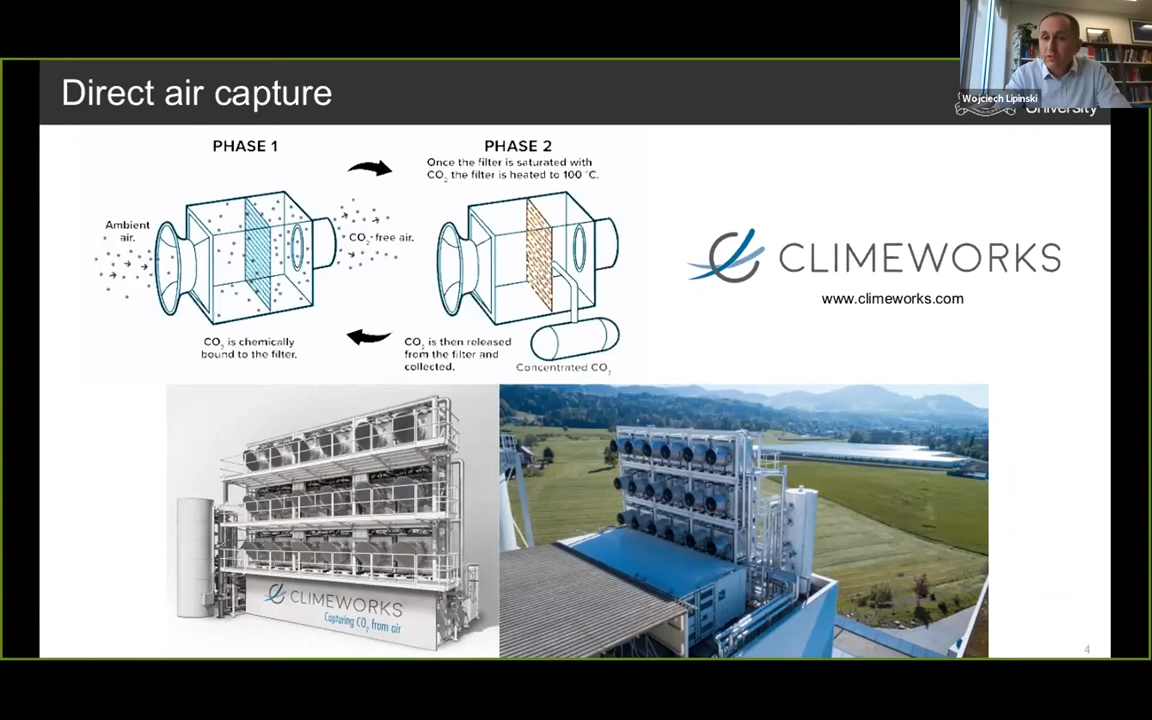 Direct air capture
Wojciech Lipinski
University
PHASE 1
PHASE 2
Once the filter is saturated with
CO2 the filter is heated to 100 °C.
Ambient
air.
CO2-free air.
CO2 is chemically
bound to the filter.
CO2 is then released
from the filter and
collected.
Concentrated CO2
CLIMEWORKS
www.climeworks.com
CLIMEWORKS
Capturing CO2 from air
4